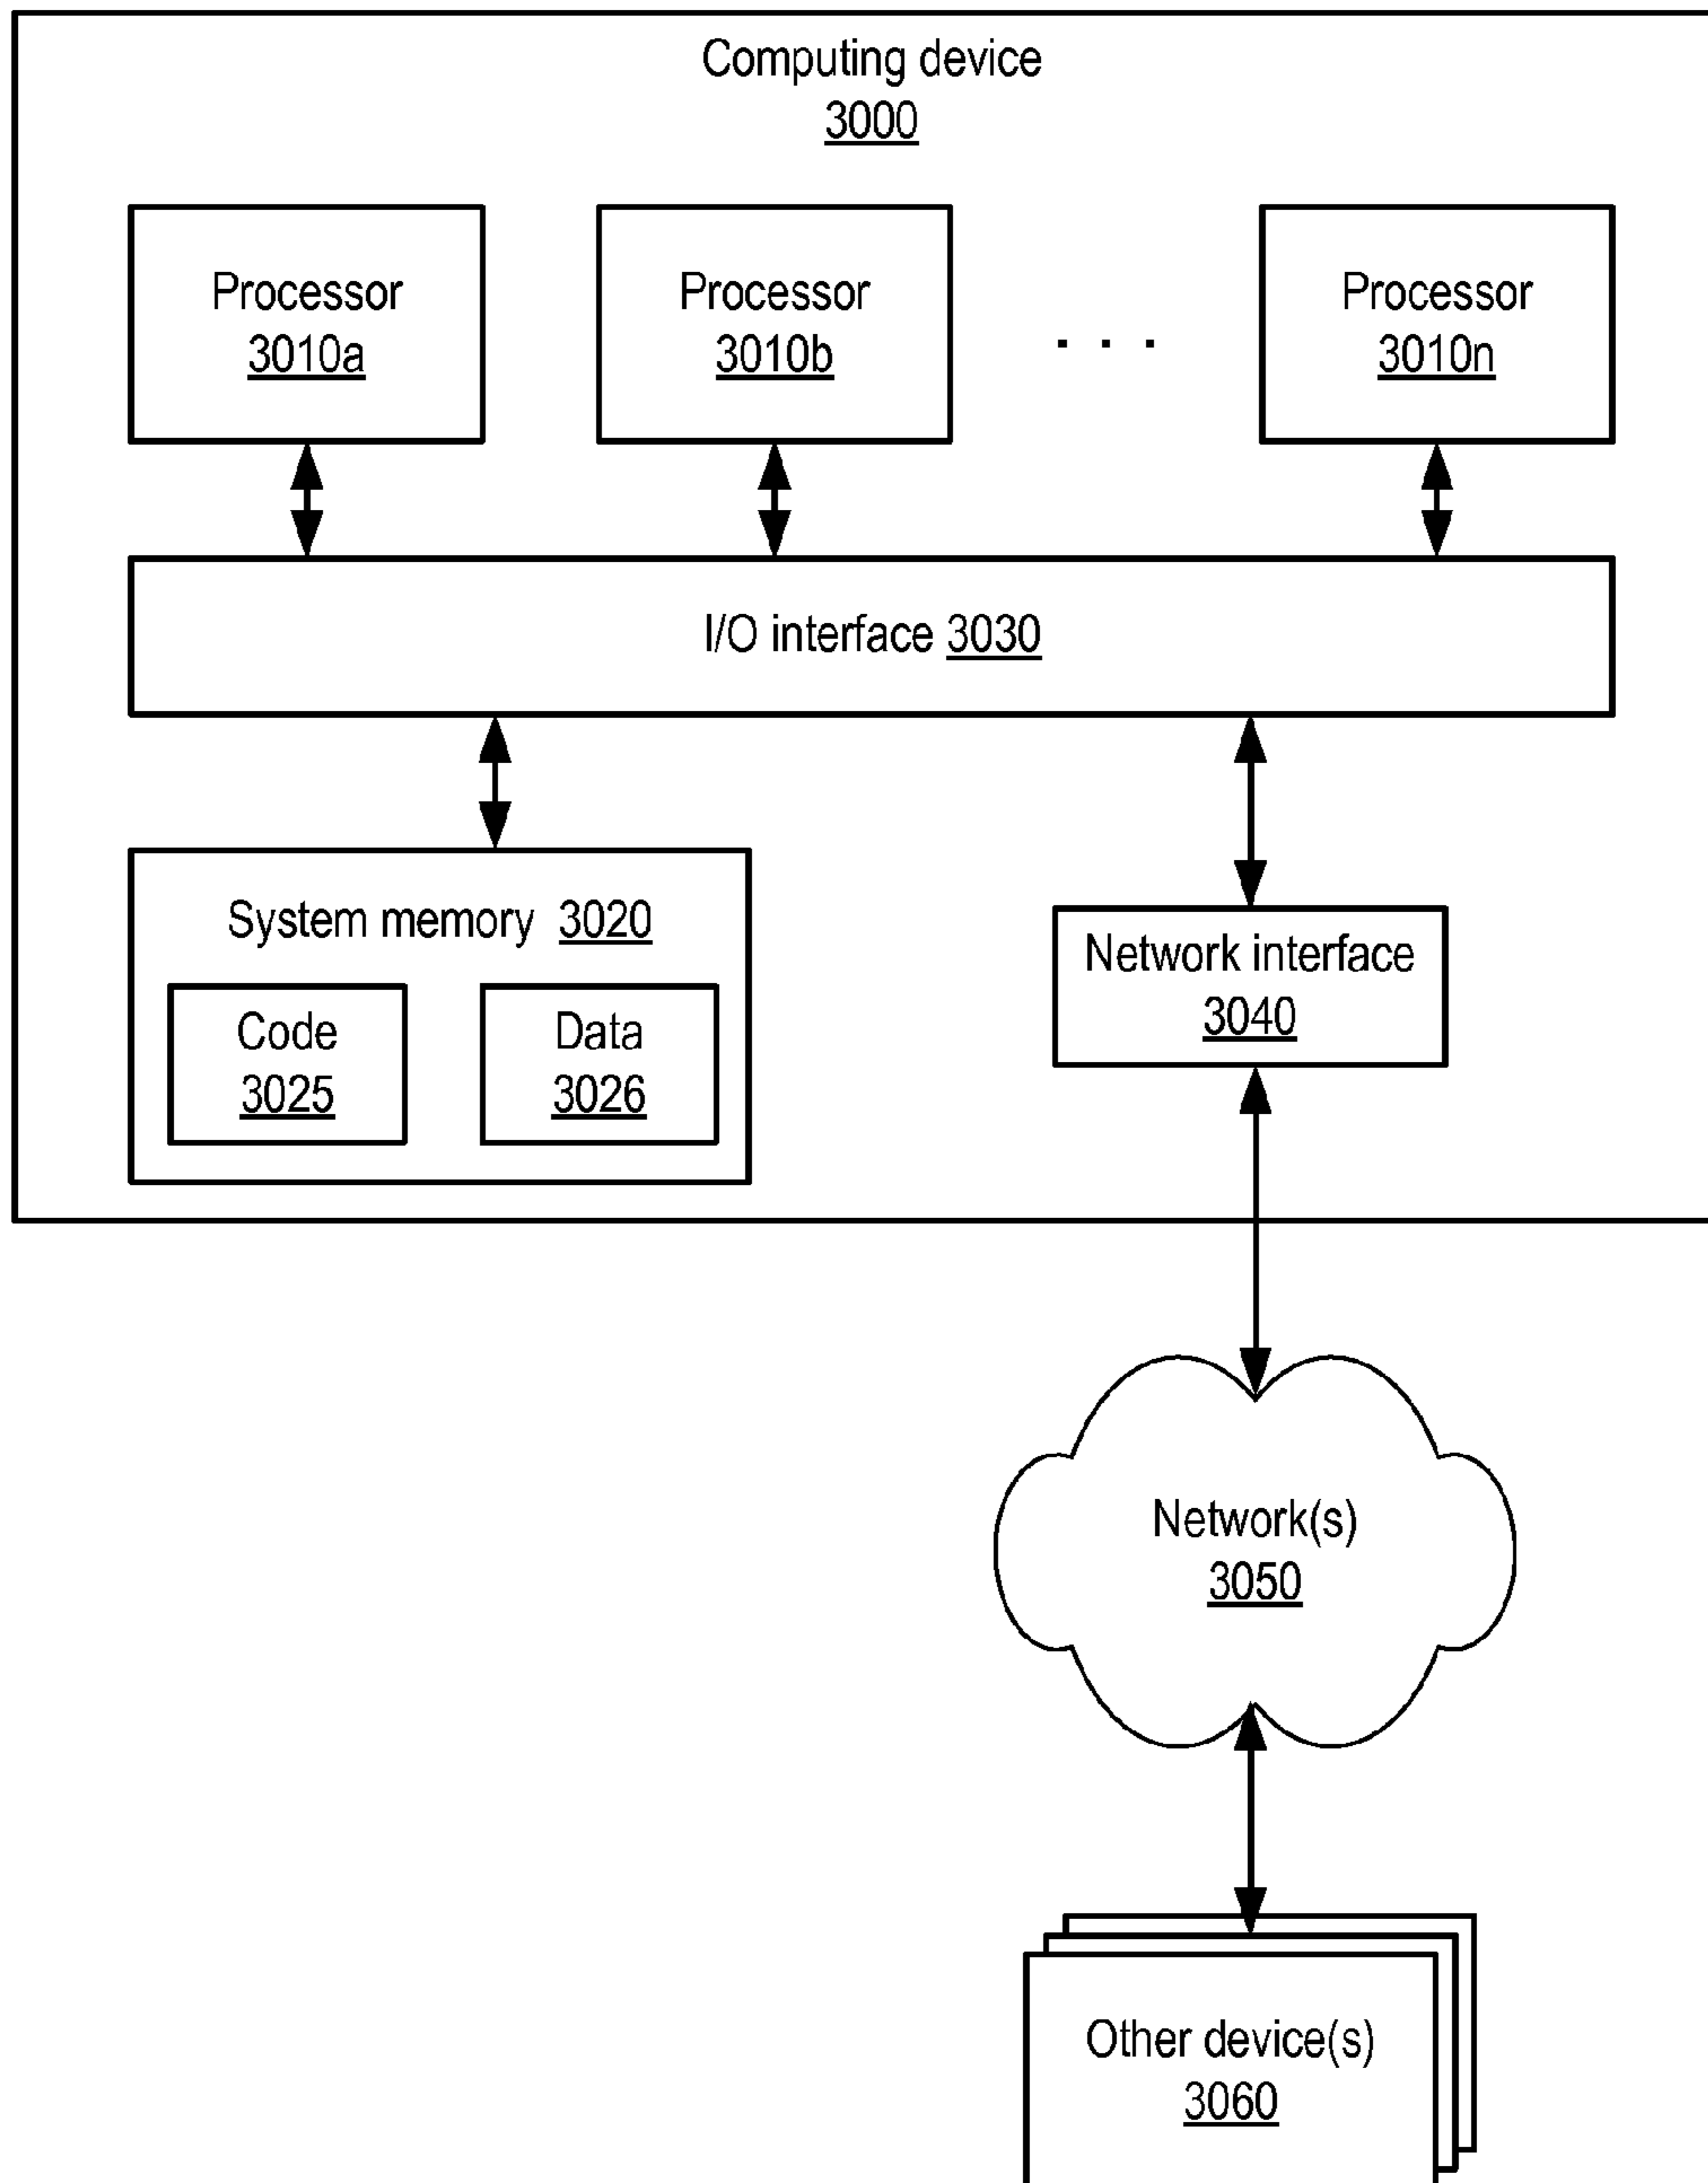 Computing device
3000
Processor
3010a
Processor
3010b
. . .
Processor
3010n
I/O interface 3030
System memory 3020
Code
3025
Data
3026
Network interface
3040
Network(s)
3050
Other device(s)
3060